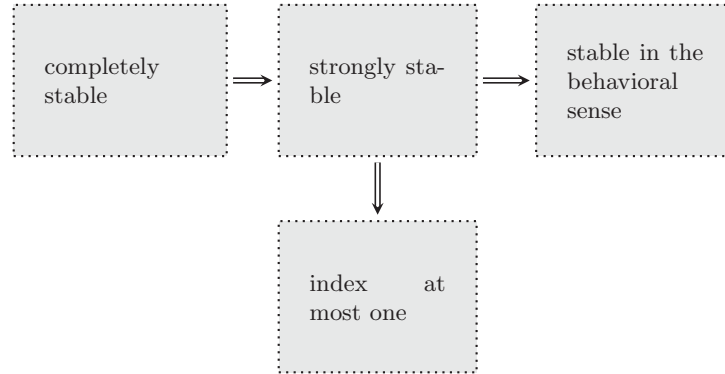 completely
stable
strongly sta-
ble
stable in the
behavioral
sense
index at
most one